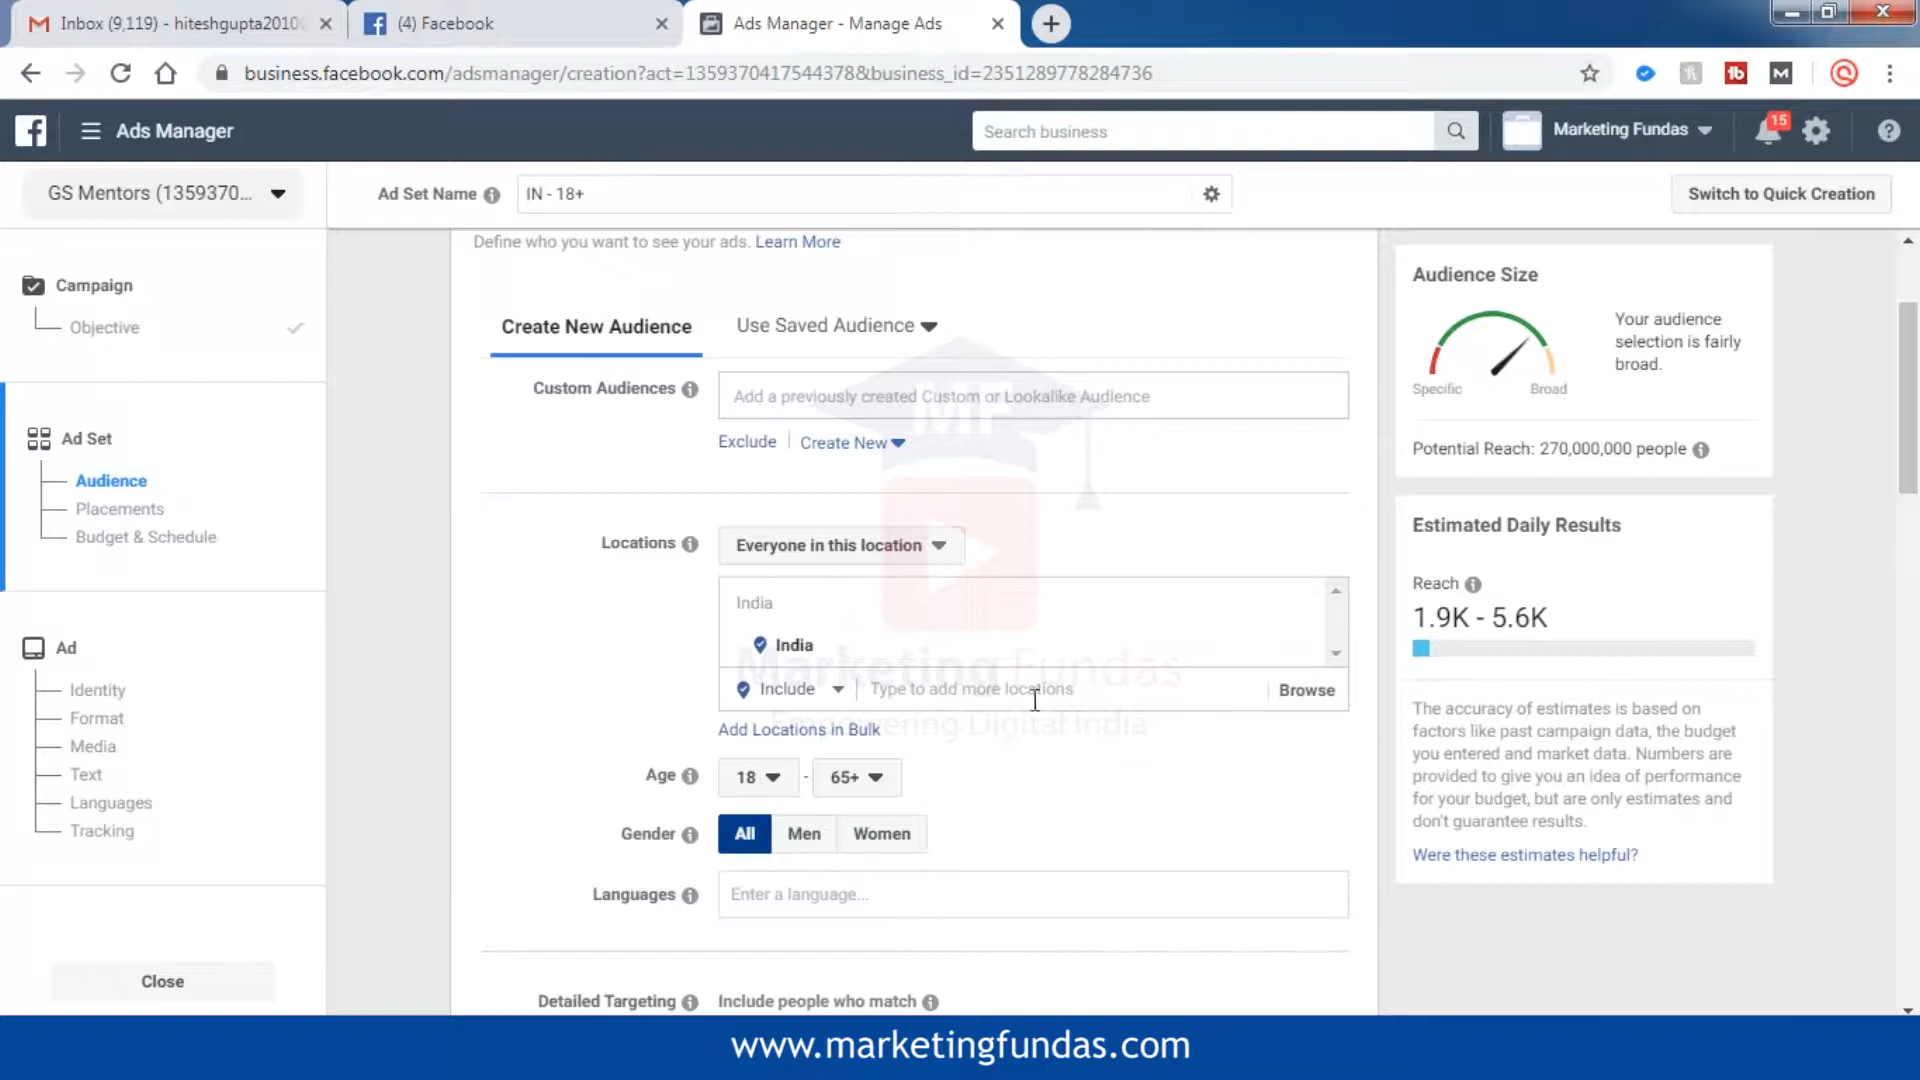 Inbox (9,119) - hiteshgupta2010
(4) Facebook
Ads Manager - Manage Ads
business.facebook.com/adsmanager/creation?act=1359370417544378&business_id=2351289778284736
Ads Manager
Search business
Marketing Fundas
15
GS Mentors (1359370...
Ad Set Name
IN - 18+
Switch to Quick Creation
Define who you want to see your ads. Learn More
Campaign
Objective
Ad Set
Audience
Placements
Budget & Schedule
Ad
Identity
Format
Media
Text
Languages
Tracking
Close
Create New Audience
Use Saved Audience
Custom Audiences
Add a previously created Custom or Lookalike Audience
Exclude
Create New
Locations
Everyone in this location
India
India
Include
Type to add more locations
Browse
Add Locations in Bulk
Age
18
-
65+
Gender
All
Men
Women
Languages
Enter a language...
Detailed Targeting
Include people who match
MF
Marketing Fundas
Empowering Digital India
Audience Size
Your audience
selection is fairly
broad.
Specific
Broad
Potential Reach: 270,000,000 people
Estimated Daily Results
Reach
1.9K - 5.6K
The accuracy of estimates is based on
factors like past campaign data, the budget
you entered and market data. Numbers are
provided to give you an idea of performance
for your budget, but are only estimates and
don't guarantee results.
Were these estimates helpful?
www.marketingfundas.com